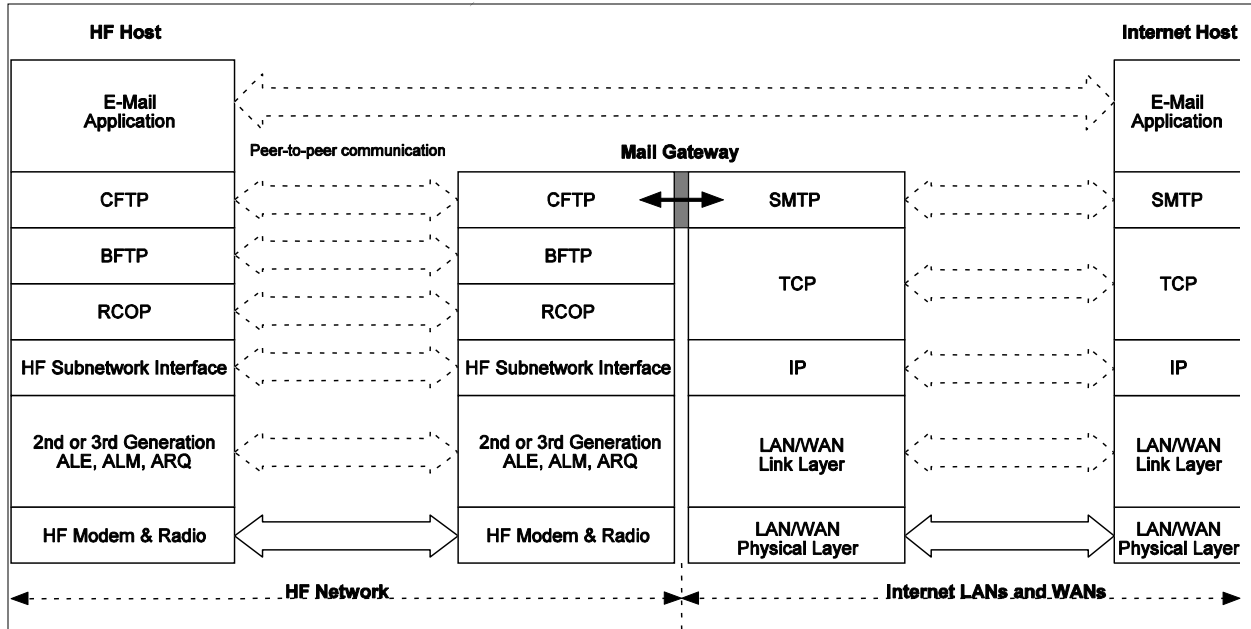 HF Host
Internet Host
E-Mail
Application
E-Mail
Application
Peer-to-peer communication
Mail Gateway
CFTP
CFTP
SMTP
SMTP
BFTP
BFTP
TCP
TCP
RCOP
RCOP
HF Subnetwork Interface
HF Subnetwork Interface
IP
IP
2nd or 3rd Generation
ALE, ALM, ARQ
2nd or 3rd Generation
ALE, ALM, ARQ
LAN/WAN
Link Layer
LAN/WAN
Link Layer
HF Modem & Radio
HF Modem & Radio
LAN/WAN
Physical Layer
LAN/WAN
Physical Layer
HF Network
Internet LANs and WANs